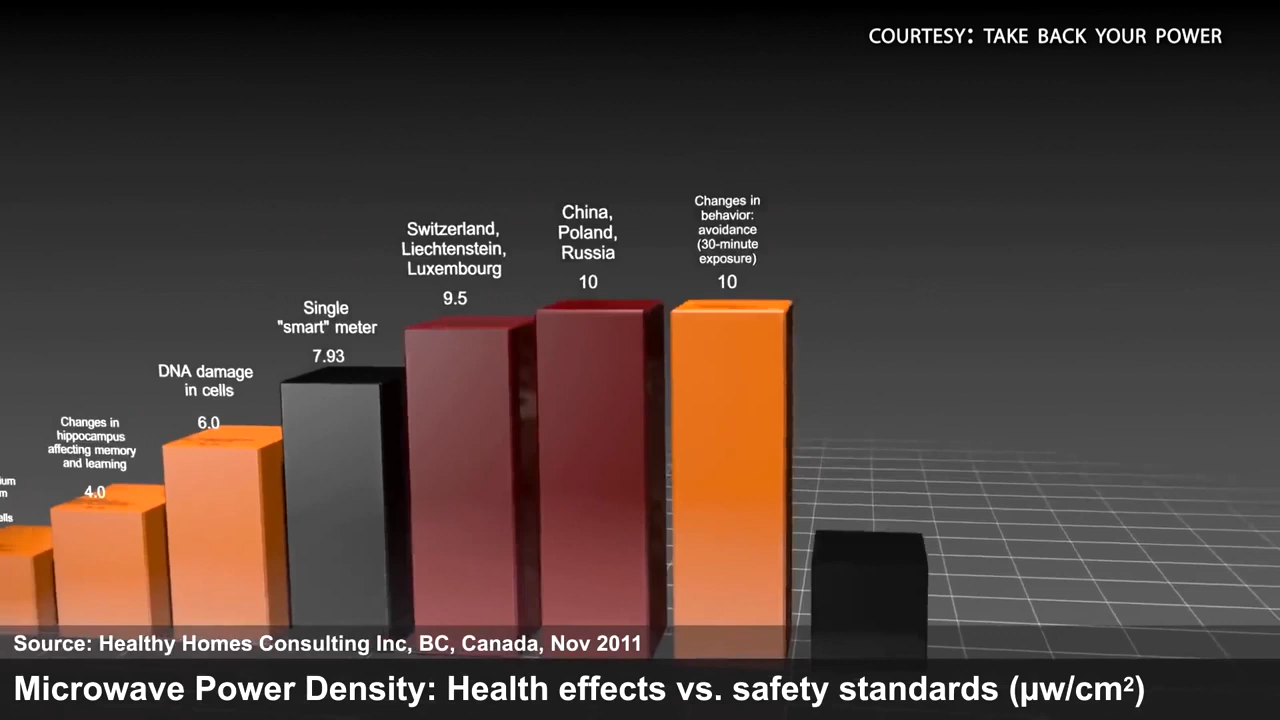 COURTESY: TAKE BACK YOUR POWER
Changes in
behavior:
avoidance
(30-minute
exposure)
10
China,
Poland,
Russia
10
Switzerland,
Liechtenstein,
Luxembourg
9.5
Single
"smart" meter
7.93
DNA damage
in cells
6.0
Changes in
hippocampus
affecting memory
and learning
4.0
Source: Healthy Homes Consulting Inc, BC, Canada, Nov 2011
Microwave Power Density: Health effects vs. safety standards (µw/cm²)